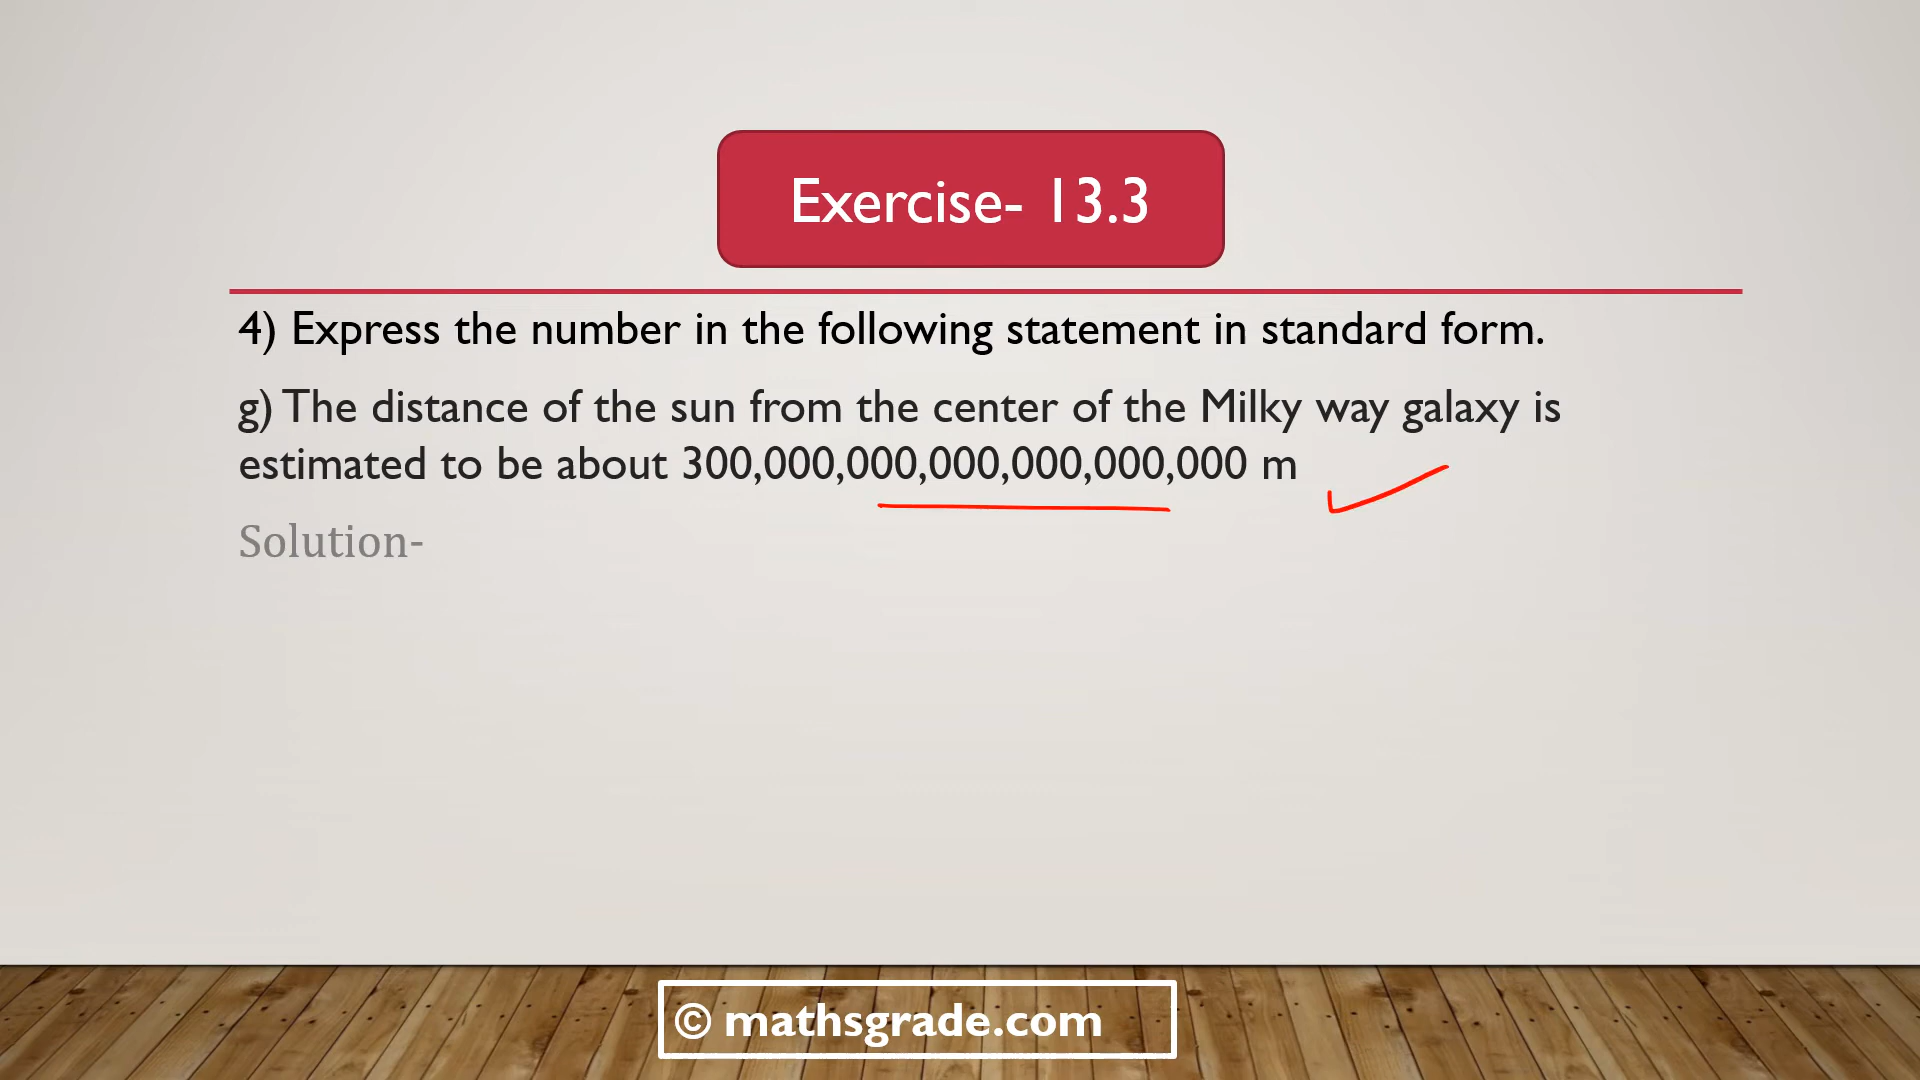 Exercise- 13.3
4) Express the number in the following statement in standard form.
g) The distance of the sun from the center of the Milky way galaxy is
estimated to be about 300,000,000,000,000,000,000 m
Solution-
© mathsgrade.com